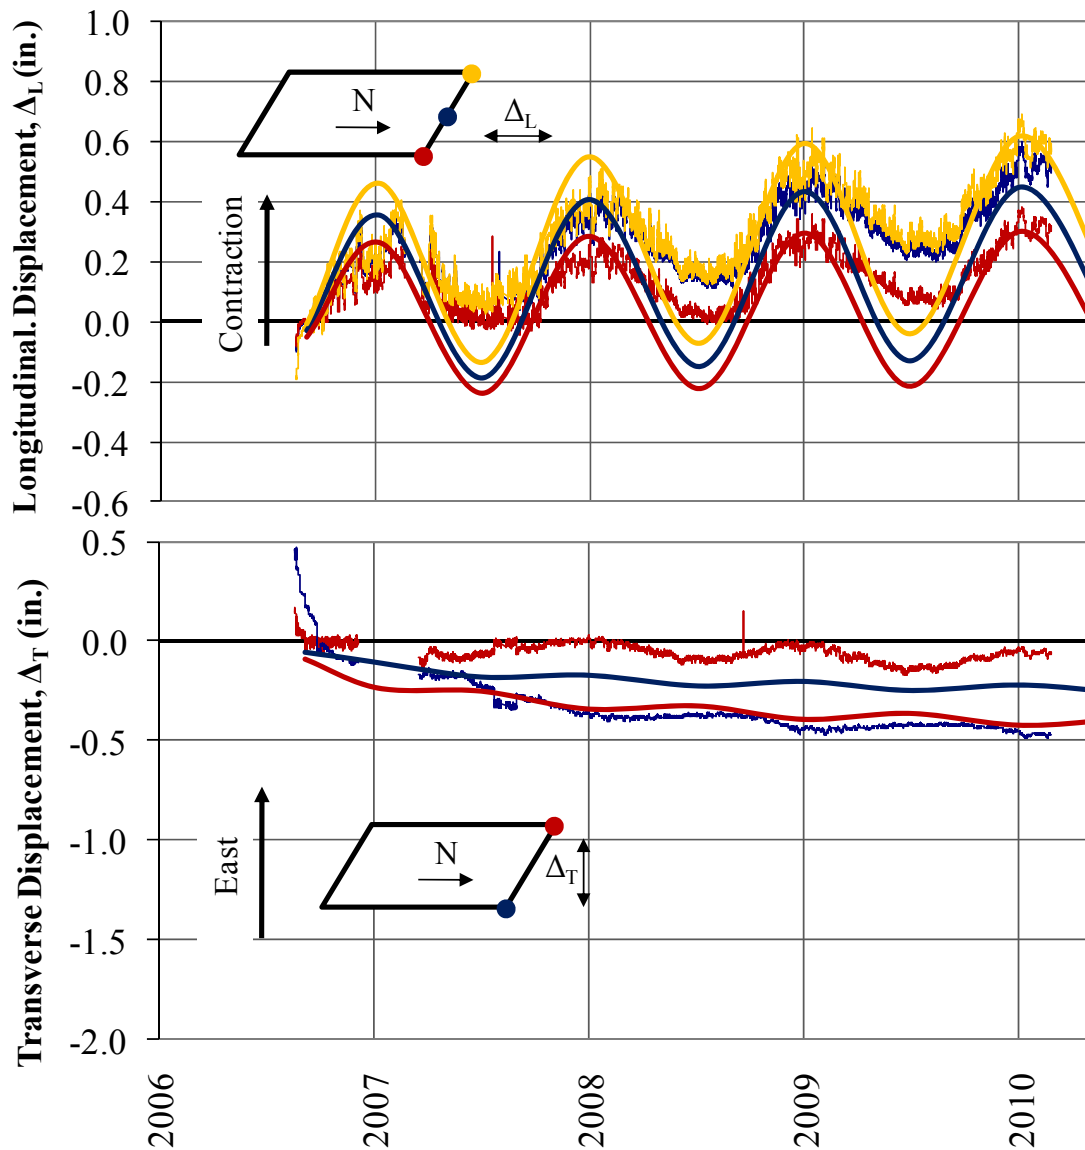 Longitudinal. Displacement, ΔL (in.)
1.0
0.8
0.6
0.4
0.2
0.0
-0.2
-0.4
-0.6
N
ΔL
Contraction
Transverse Displacement, ΔT (in.)
0.5
0.0
-0.5
-1.0
-1.5
-2.0
East
N
ΔT
2006
2007
2008
2009
2010